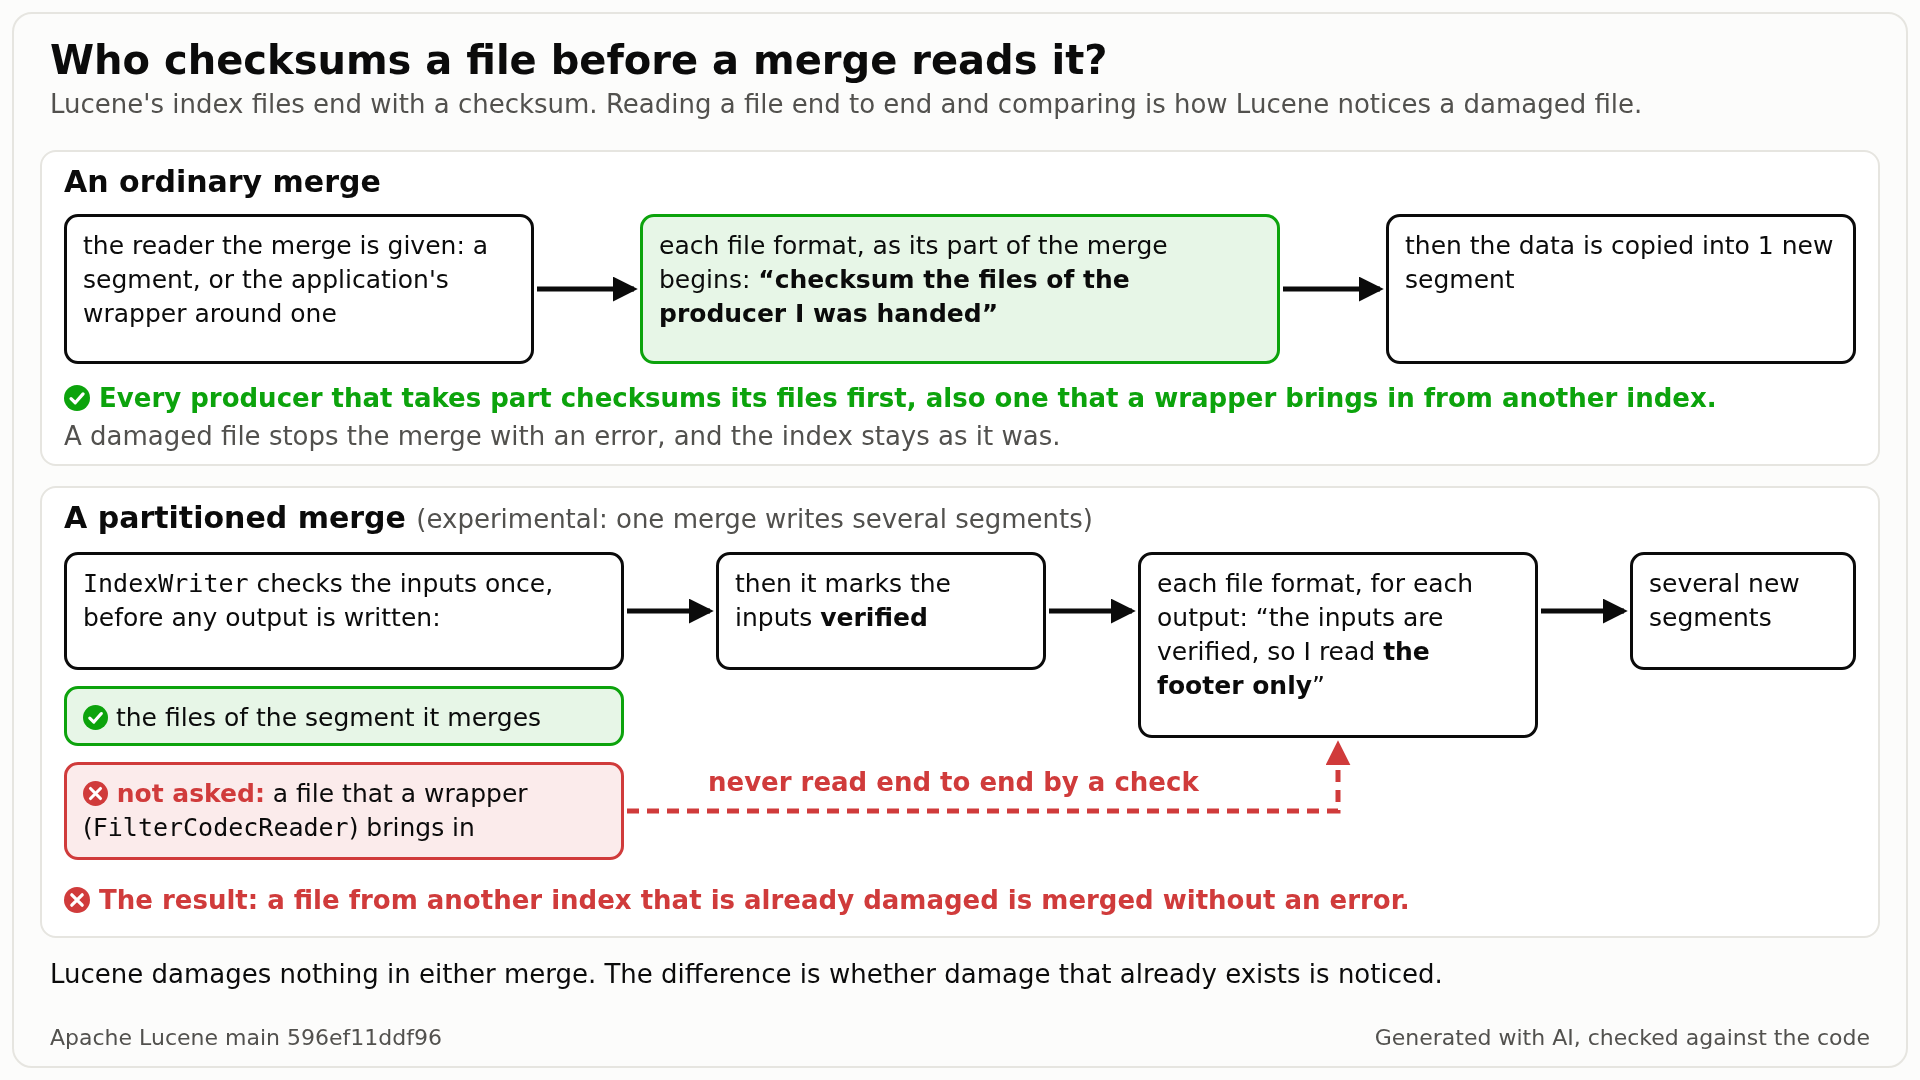 Who checksums a file before a merge reads it?
Lucene's index files end with a checksum. Reading a file end to end and comparing is how Lucene notices a damaged file.
An ordinary merge
the reader the merge is given: a
segment, or the application's
wrapper around one
each file format, as its part of the merge
begins: “checksum the files of the
producer I was handed”
then the data is copied into 1 new
segment
Every producer that takes part checksums its files first, also one that a wrapper brings in from another index.
A damaged file stops the merge with an error, and the index stays as it was.
A partitioned merge (experimental: one merge writes several segments)
IndexWriter checks the inputs once,
before any output is written:
then it marks the
inputs verified
each file format, for each
output: “the inputs are
verified, so I read the
footer only”
several new
segments
the files of the segment it merges
not asked: a file that a wrapper
(FilterCodecReader) brings in
never read end to end by a check
The result: a file from another index that is already damaged is merged without an error.
Lucene damages nothing in either merge. The difference is whether damage that already exists is noticed.
Apache Lucene main 596ef11ddf96
Generated with AI, checked against the code